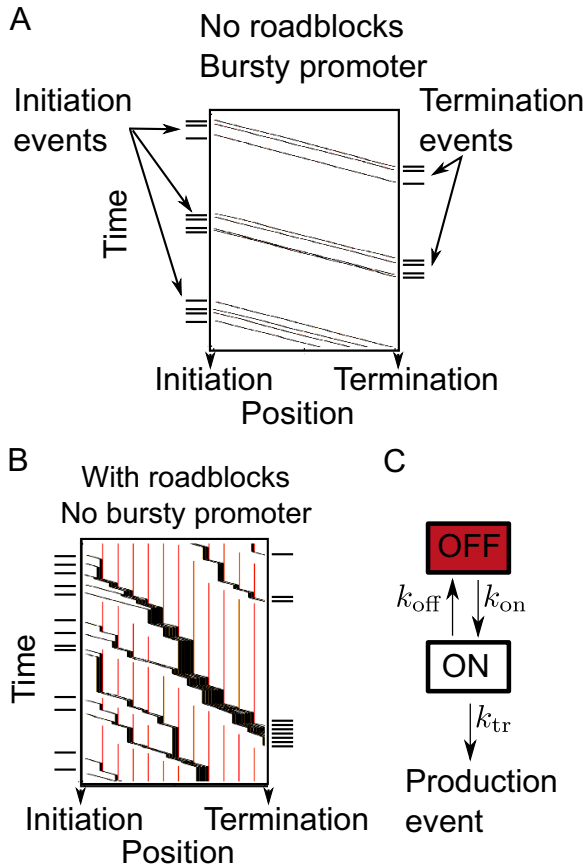 A
No roadblocks
Bursty promoter
Initiation
events
Termination
events
Time
Initiation
Termination
Position
B
With roadblocks
No bursty promoter
Time
Initiation
Termination
Position
C
OFF
k_off
k_on
ON
k_tr
Production
event